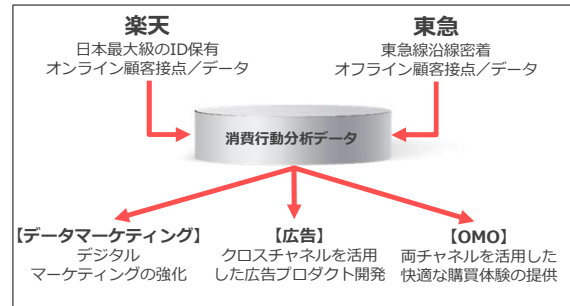 楽天
日本最大級のID保有
オンライン顧客接点／データ
東急
東急線沿線密着
オフライン顧客接点／データ
消費行動分析データ
【データマーケティング】
デジタル
マーケティングの強化
【広告】
クロスチャネルを活用
した広告プロダクト開発
【OMO】
両チャネルを活用した
快適な購買体験の提供